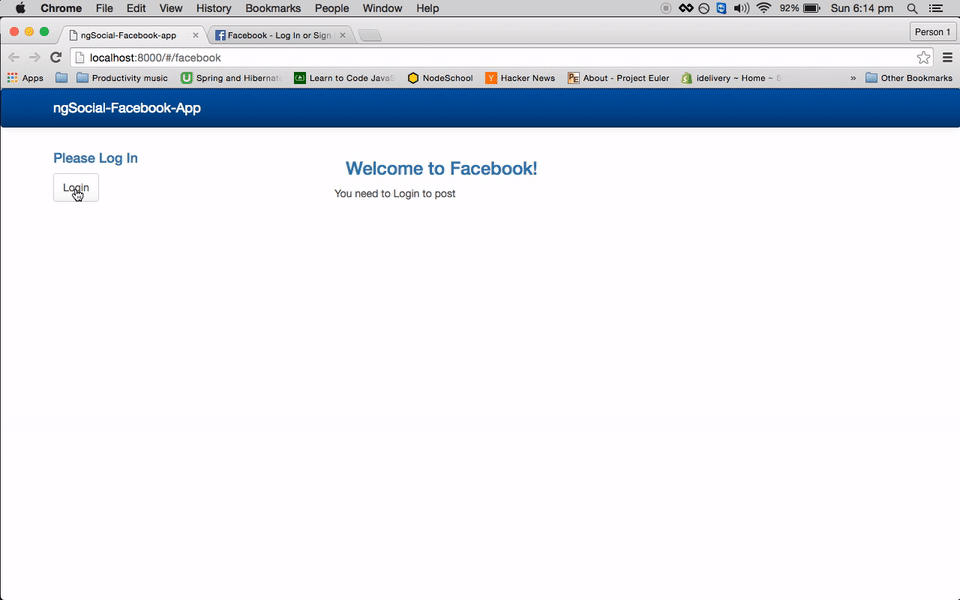 Chrome File Edit View History Bookmarks People Window Help 92% Sun 6:14 pm
ngSocial-Facebook-app Facebook - Log In or Sign Person 1
localhost:8000/#/facebook
Apps Productivity music Spring and Hibernate Learn to Code JavaS NodeSchool Hacker News About - Project Euler idelivery ~ Home ~ » Other Bookmarks
ngSocial-Facebook-App
Please Log In
Login
Welcome to Facebook!
You need to Login to post